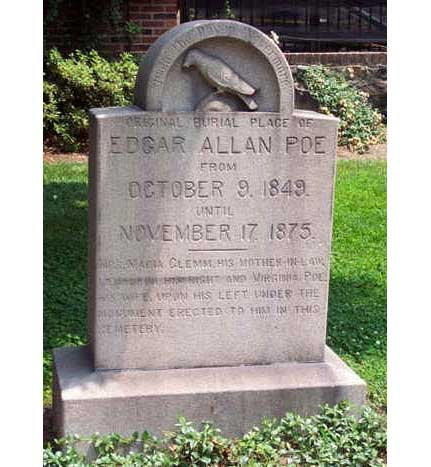 QUOTH THE RAVEN NEVERMORE
ORIGINAL BURIAL PLACE OF
EDGAR ALLAN POE
FROM
OCTOBER 9. 1849.
UNTIL
NOVEMBER 17. 1875.
MRS. MARIA CLEMM, HIS MOTHER-IN-LAW,
UPON HIS RIGHT AND VIRGINIA POE,
HIS WIFE, UPON HIS LEFT UNDER THE
MONUMENT ERECTED TO HIM IN THIS
CEMETERY.